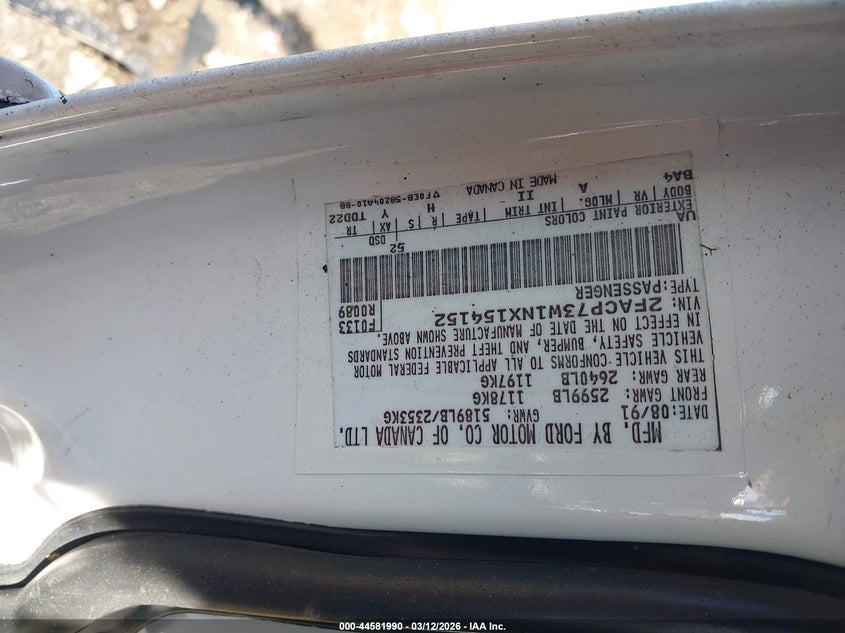 MFD. BY FORD MOTOR CO. OF CANADA LTD.
DATE: 08/91 GVWR: 5189LB/2353KG
FRONT GAWR: 2599LB 1178KG
REAR GAWR: 2640LB 1197KG
THIS VEHICLE CONFORMS TO ALL APPLICABLE FEDERAL MOTOR
VEHICLE SAFETY, BUMPER, AND THEFT PREVENTION STANDARDS
IN EFFECT ON THE DATE OF MANUFACTURE SHOWN ABOVE.
VIN: 2FACP73W1NX154152 F0133
TYPE: PASSENGER R0089
52 DSO
UA EXTERIOR PAINT COLORS
BODY VR MLDG. INT TRIM TAPE R S AX TR
BA4 A II H Y TDD22
MADE IN CANADA
000-44581990 - 03/12/2026 - IAA Inc.